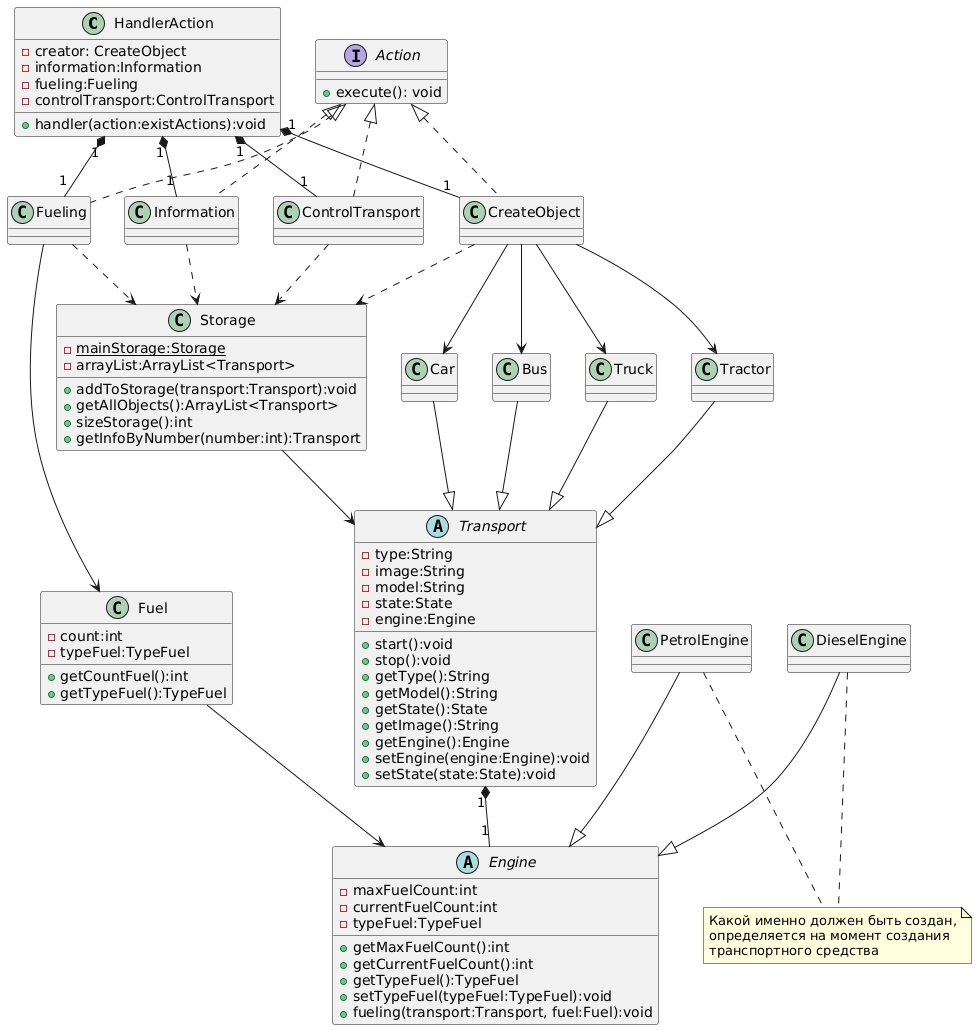 C HandlerAction
creator: CreateObject
information:Information
fueling:Fueling
controlTransport:ControlTransport
handler(action:existActions):void
I Action
execute(): void
1
1
1
1
1
1
1
1
C Fueling
C Information
C ControlTransport
C CreateObject
C Storage
mainStorage:Storage
arrayList:ArrayList<Transport>
addToStorage(transport:Transport):void
getAllObjects():ArrayList<Transport>
sizeStorage():int
getInfoByNumber(number:int):Transport
C Car
C Bus
C Truck
C Tractor
A Transport
type:String
image:String
model:String
state:State
engine:Engine
start():void
stop():void
getType():String
getModel():String
getState():State
getImage():String
getEngine():Engine
setEngine(engine:Engine):void
setState(state:State):void
C Fuel
count:int
typeFuel:TypeFuel
getCountFuel():int
getTypeFuel():TypeFuel
C PetrolEngine
C DieselEngine
1
1
A Engine
maxFuelCount:int
currentFuelCount:int
typeFuel:TypeFuel
getMaxFuelCount():int
getCurrentFuelCount():int
getTypeFuel():TypeFuel
setTypeFuel(typeFuel:TypeFuel):void
fueling(transport:Transport, fuel:Fuel):void
Какой именно должен быть создан,
определяется на момент создания
транспортного средства